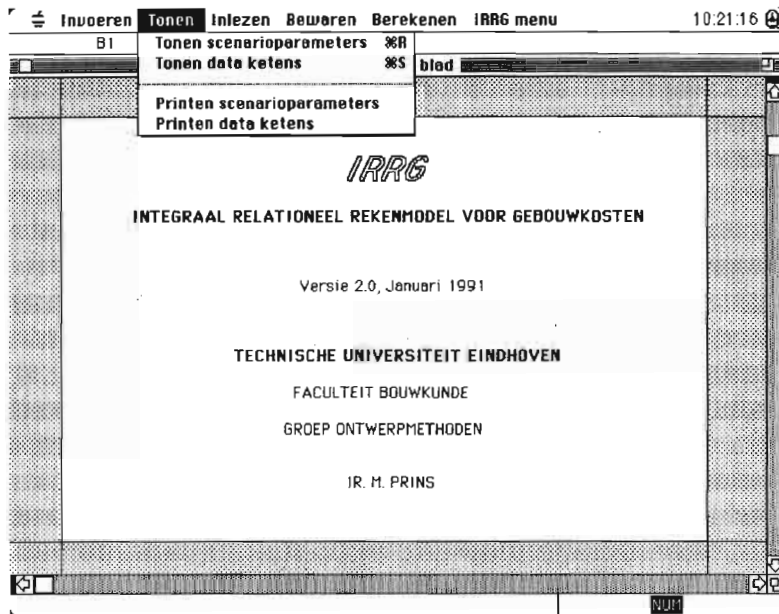 Invoeren Tonen Inlezen Bewaren Berekenen IRRG menu 10:21:16
B1
Tonen scenarioparameters ⌘R
Tonen data ketens ⌘S
blad
Printen scenarioparameters
Printen data ketens
IRRG
INTEGRAAL RELATIONEEL REKENMODEL VOOR GEBOUWKOSTEN
Versie 2.0, Januari 1991
TECHNISCHE UNIVERSITEIT EINDHOVEN
FACULTEIT BOUWKUNDE
GROEP ONTWERPMETHODEN
IR. M. PRINS
NUM